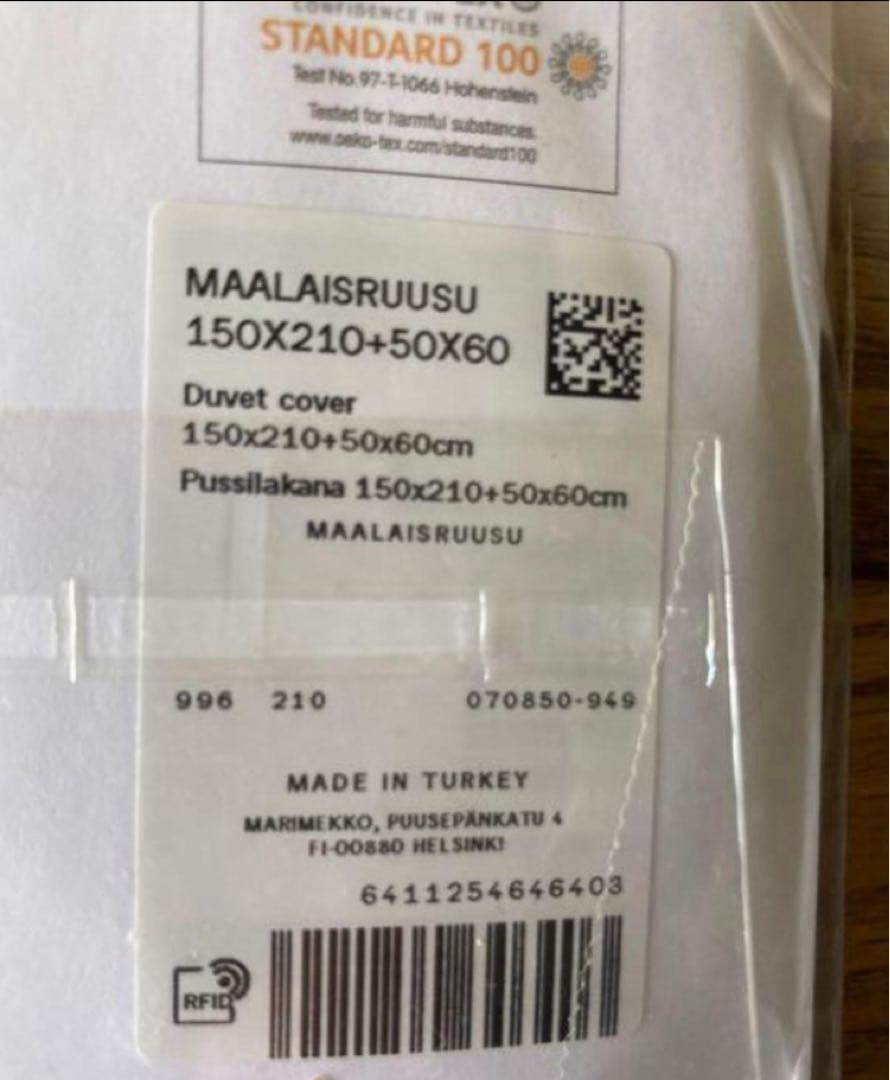 CONFIDENCE IN TEXTILES
STANDARD 100
Test No.97-T-1066 Hohenstein
Tested for harmful substances.
www.oeko-tex.com/standard100
MAALAISRUUSU
150X210+50X60
Duvet cover
150x210+50x60cm
Pussilakana 150x210+50x60cm
MAALAISRUUSU
996 210 070850-949
MADE IN TURKEY
MARIMEKKO, PUUSEPÄNKATU 4
FI-00880 HELSINKI
6411254646403
RFID